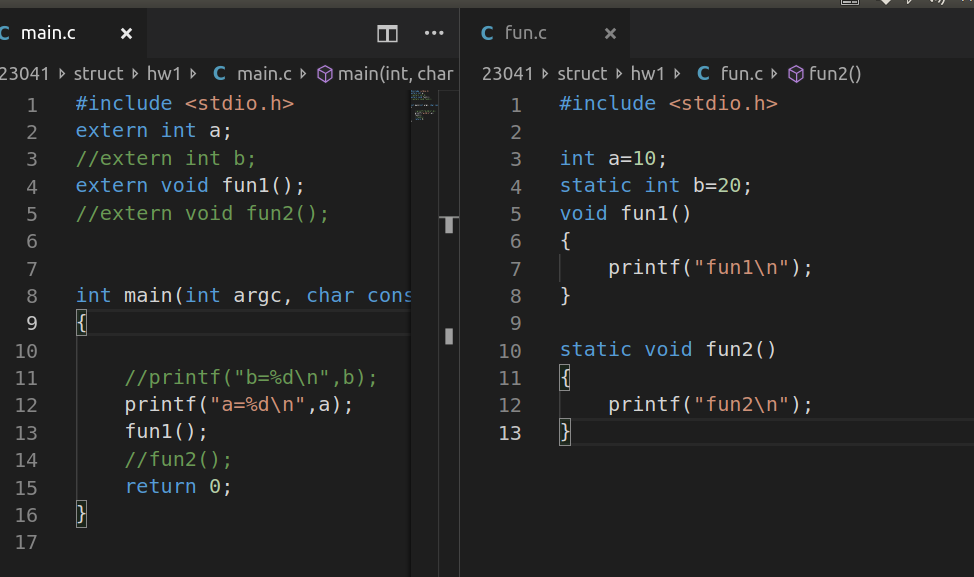 main.c
23041 struct hw1 C main.c main(int, char
1 #include <stdio.h>
2 extern int a;
3 //extern int b;
4 extern void fun1();
5 //extern void fun2();
6
7
8 int main(int argc, char cons
9 {
10
11 //printf("b=%d\n",b);
12 printf("a=%d\n",a);
13 fun1();
14 //fun2();
15 return 0;
16 }
17
C fun.c
23041 struct hw1 C fun.c fun2()
1 #include <stdio.h>
2
3 int a=10;
4 static int b=20;
5 void fun1()
6 {
7 printf("fun1\n");
8 }
9
10 static void fun2()
11 {
12 printf("fun2\n");
13 }